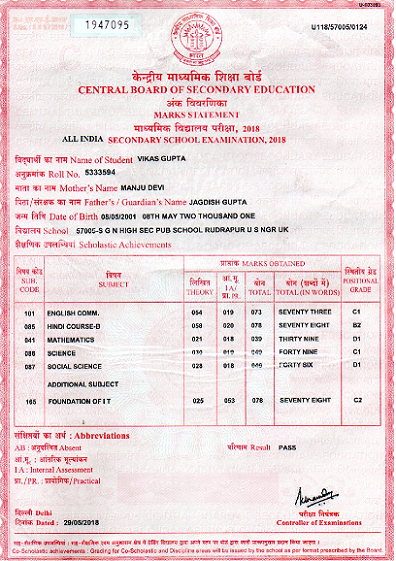 U-003893
1947095
U118/57005/0124
भारत
केन्द्रीय माध्यमिक शिक्षा बोर्ड
CENTRAL BOARD OF SECONDARY EDUCATION
अंक विवरणिका
MARKS STATEMENT
माध्यमिक विद्यालय परीक्षा, 2018
ALL INDIA SECONDARY SCHOOL EXAMINATION, 2018
विद्यार्थी का नाम Name of Student VIKAS GUPTA
अनुक्रमांक Roll No. 5333594
माता का नाम Mother's Name MANJU DEVI
पिता/संरक्षक का नाम Father's / Guardian's Name JAGDISH GUPTA
जन्म तिथि Date of Birth 08/05/2001 08TH MAY TWO THOUSAND ONE
विद्यालय School 57005-S G N HIGH SEC PUB SCHOOL RUDRAPUR U S NGR UK
शैक्षणिक उपलब्धियां Scholastic Achievements
प्राप्तांक MARKS OBTAINED
विषय कोड SUB. CODE विषय SUBJECT लिखित THEORY आं.मू. IA/ प्रा.PR. योग TOTAL योग (शब्दों में) TOTAL (IN WORDS) स्थितीय ग्रेड POSITIONAL GRADE
101 ENGLISH COMM. 054 019 073 SEVENTY THREE C1
085 HINDI COURSE-B 058 020 078 SEVENTY EIGHT B2
041 MATHEMATICS 021 018 039 THIRTY NINE D1
086 SCIENCE 030 019 049 FORTY NINE C1
087 SOCIAL SCIENCE 028 018 FORTY SIX D1
ADDITIONAL SUBJECT
165 FOUNDATION OF I T 025 053 078 SEVENTY EIGHT C2
संक्षिप्तियों का अर्थ : Abbreviations
AB : अनुपस्थित Absent परिणाम Result PASS
आं.मू. : आंतरिक मूल्यांकन
IA : Internal Assessment
प्रा./PR. : प्रायोगिक/Practical
दिल्ली Delhi
दिनांक Dated : 29/05/2018
परीक्षा नियंत्रक
Controller of Examinations
Co-Scholastic achievements : Grading for Co-Scholastic and Discipline areas will be issued by the school as per format prescribed by the Board